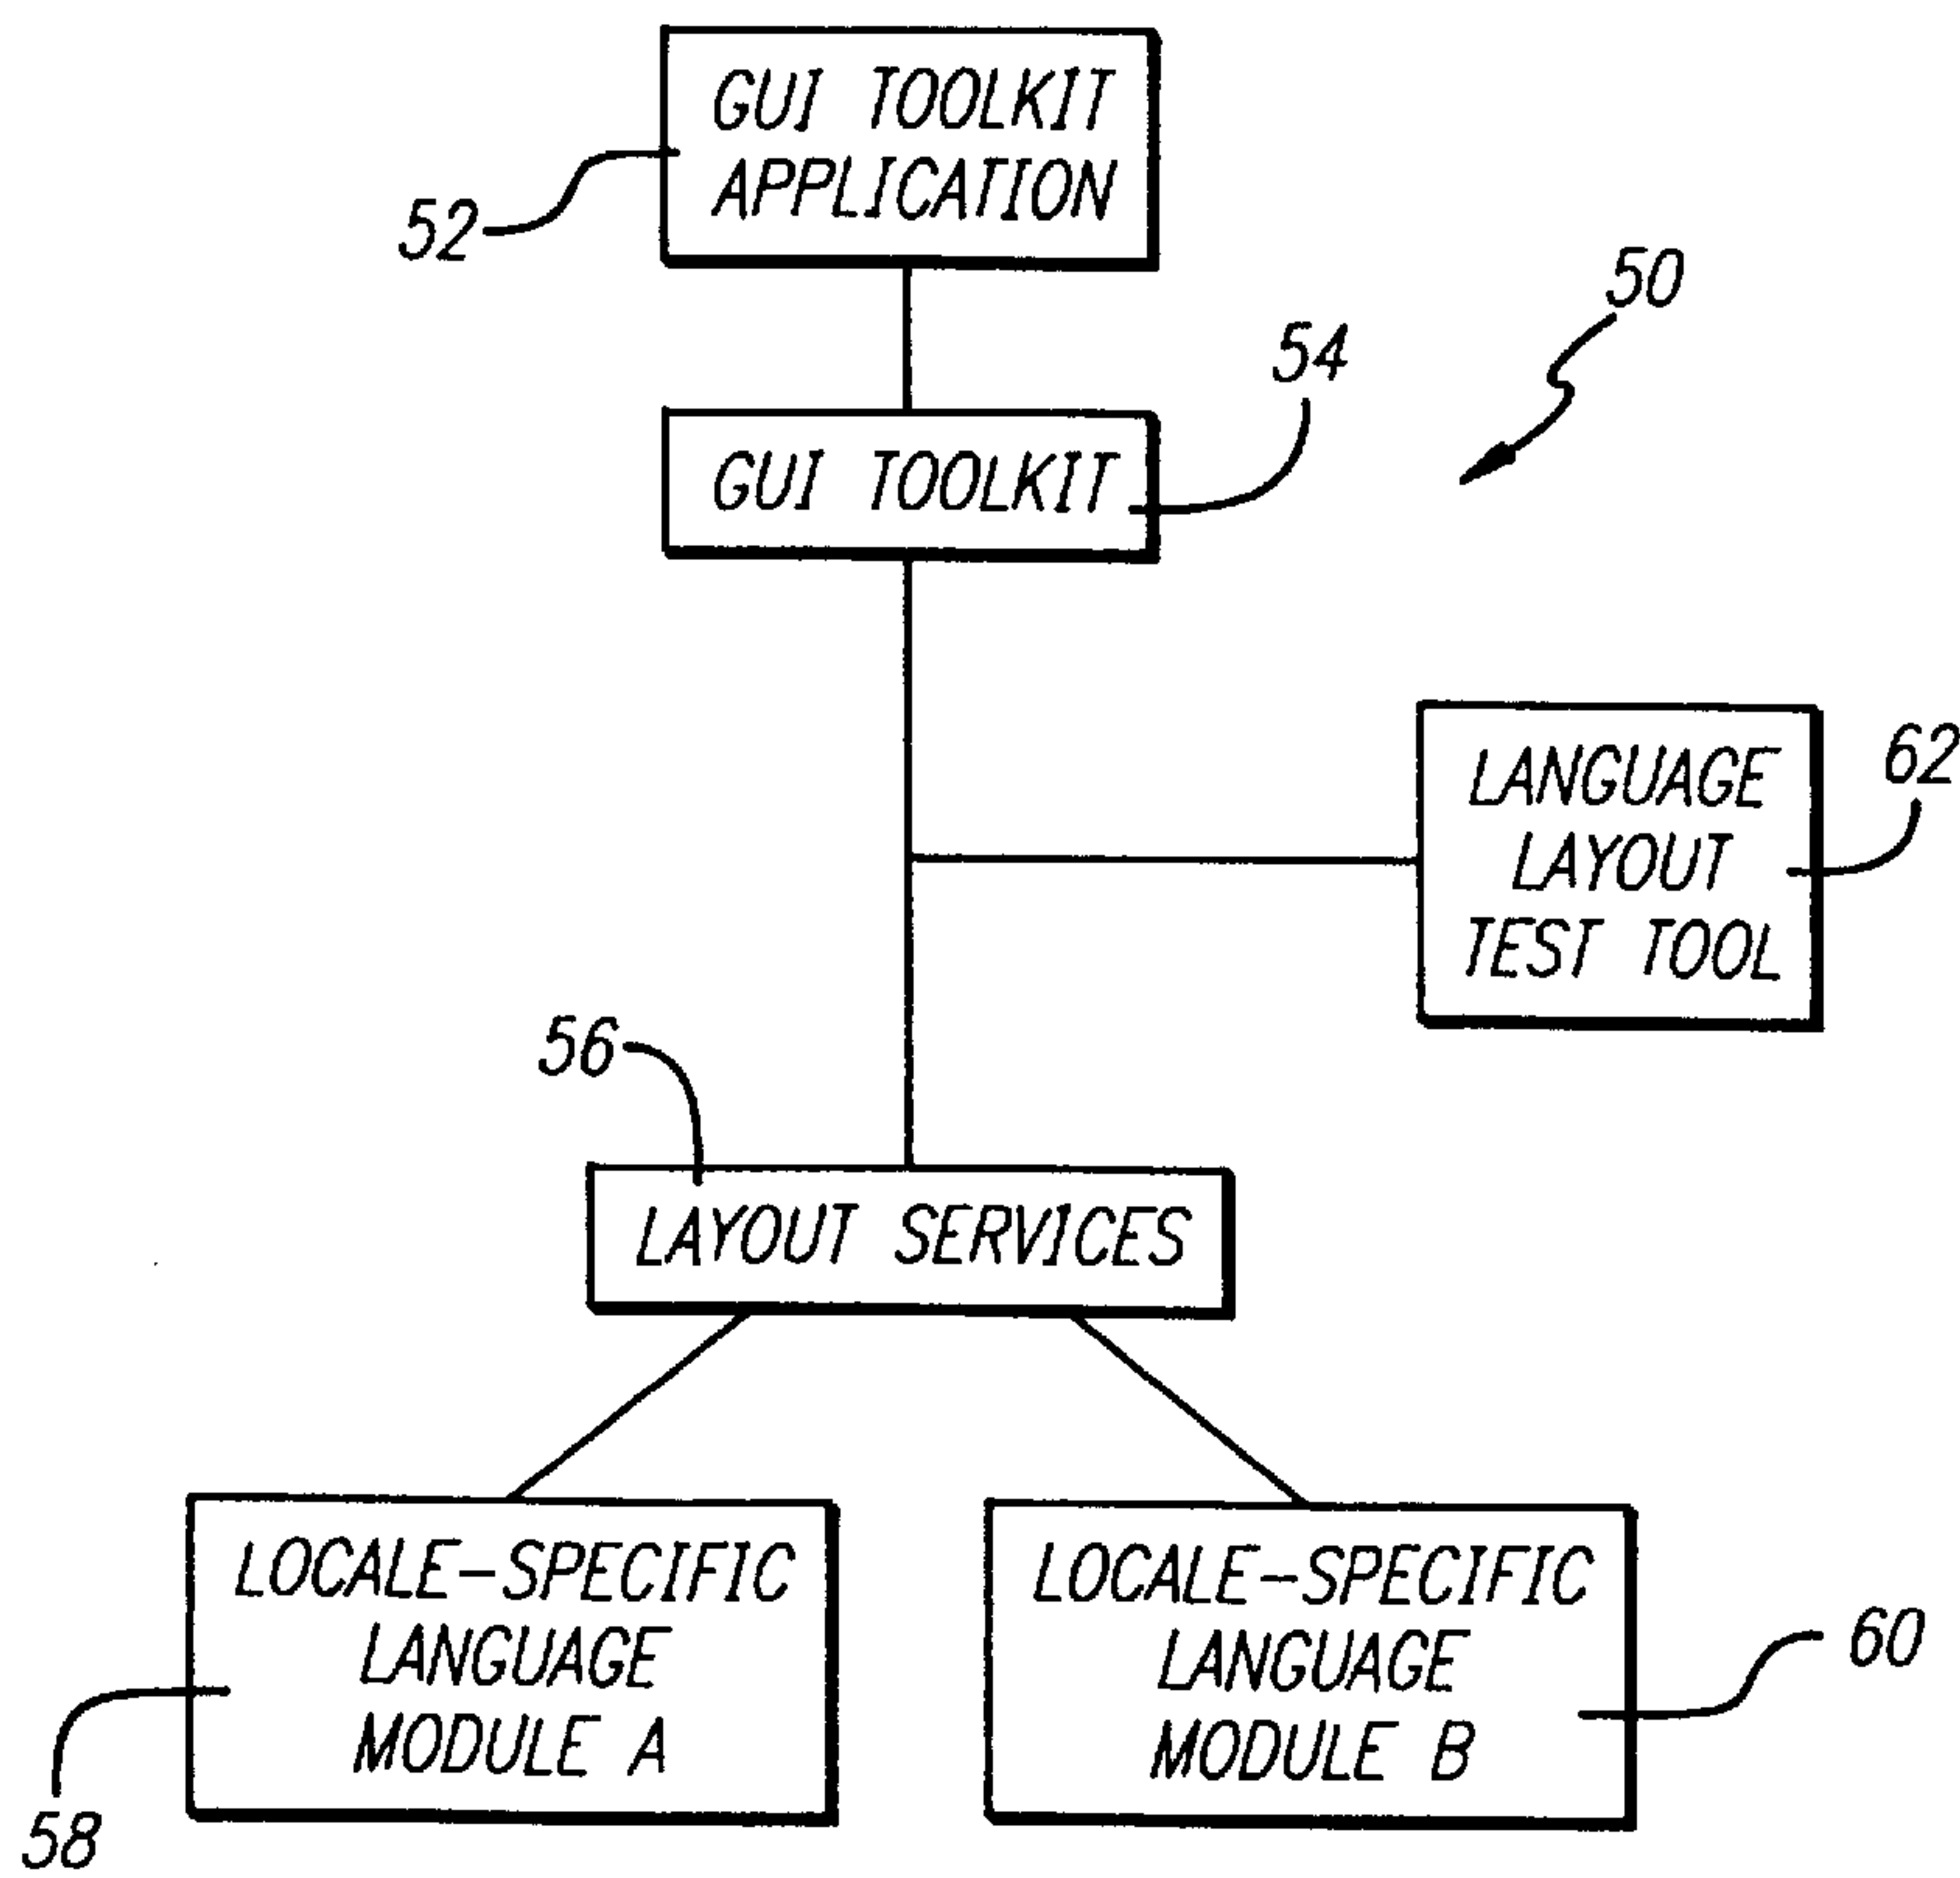 GUI TOOLKIT
APPLICATION
52
50
54
GUI TOOLKIT
62
LANGUAGE
LAYOUT
TEST TOOL
56
LAYOUT SERVICES
LOCALE-SPECIFIC
LANGUAGE
MODULE A
58
LOCALE-SPECIFIC
LANGUAGE
MODULE B
60